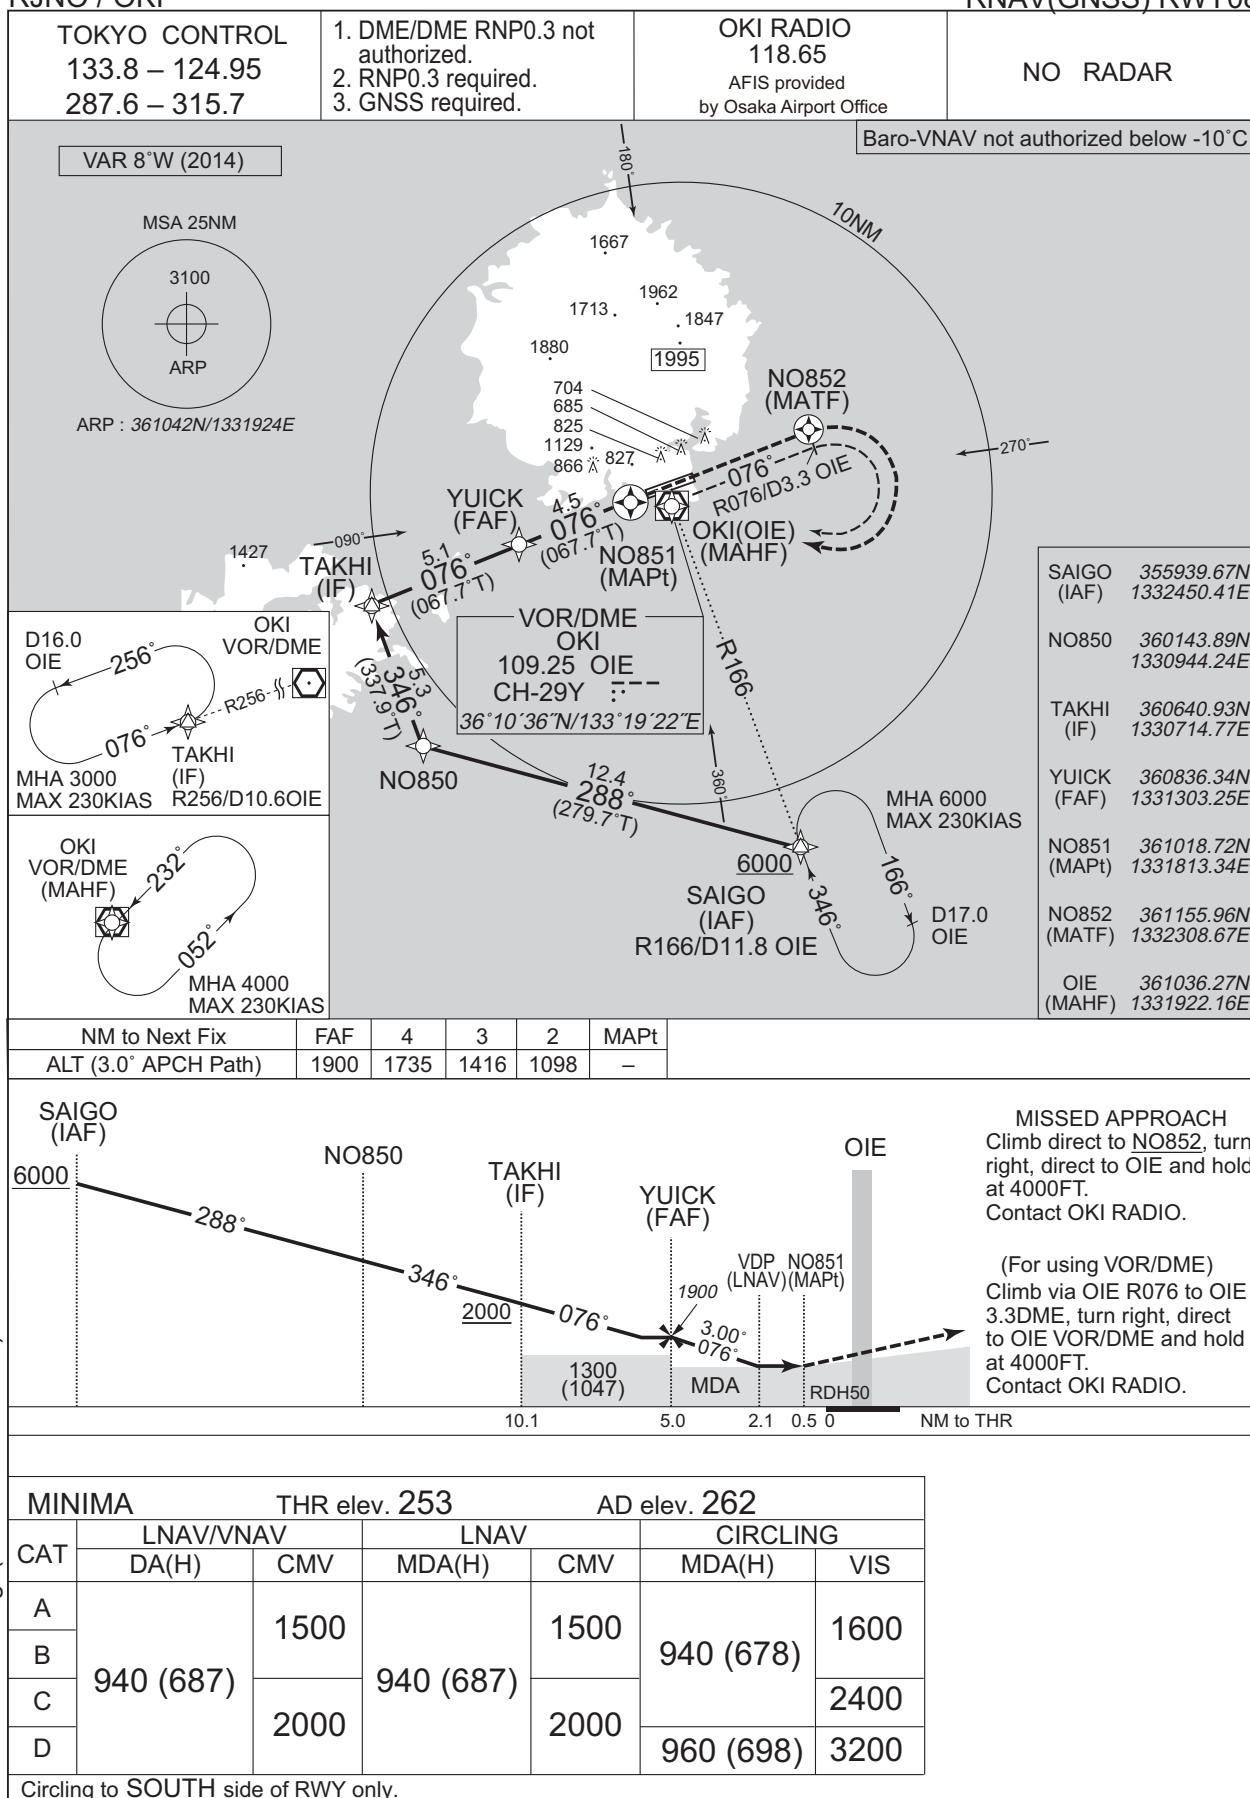 RJNO / OKI
RNAV(GNSS) RWY08
TOKYO CONTROL
133.8 – 124.95
287.6 – 315.7
1. DME/DME RNP0.3 not
authorized.
2. RNP0.3 required.
3. GNSS required.
OKI RADIO
118.65
AFIS provided
by Osaka Airport Office
NO RADAR
VAR 8˚W (2014)
Baro-VNAV not authorized below -10˚C
MSA 25NM
3100
ARP
ARP : 361042N/1331924E
180˚
10NM
1667
1962
1713
1847
1880
1995
704
685
825
1129
866
827
NO852
(MATF)
270˚
076˚
R076/D3.3 OIE
YUICK
(FAF)
4.5
076˚
(067.7˚T)
OKI(OIE)
(MAHF)
NO851
(MAPt)
090˚
1427
TAKHI
(IF)
5.1
076˚
(067.7˚T)
VOR/DME
OKI
109.25 OIE
CH-29Y
36°10´36˝N/133°19´22˝E
R166
5.3
346˚
(337.9˚T)
NO850
12.4
288˚
(279.7˚T)
360˚
MHA 6000
MAX 230KIAS
6000
SAIGO
(IAF)
R166/D11.8 OIE
166˚
346˚
D17.0
OIE
D16.0
OIE
256˚
OKI
VOR/DME
R256
076˚
TAKHI
(IF)
R256/D10.6OIE
MHA 3000
MAX 230KIAS
OKI
VOR/DME
(MAHF)
232˚
052˚
MHA 4000
MAX 230KIAS
SAIGO 355939.67N
(IAF) 1332450.41E
NO850 360143.89N
1330944.24E
TAKHI 360640.93N
(IF) 1330714.77E
YUICK 360836.34N
(FAF) 1331303.25E
NO851 361018.72N
(MAPt) 1331813.34E
NO852 361155.96N
(MATF) 1332308.67E
OIE 361036.27N
(MAHF) 1331922.16E
NM to Next Fix FAF 4 3 2 MAPt
ALT (3.0˚ APCH Path) 1900 1735 1416 1098 –
SAIGO
(IAF)
6000
288˚
NO850
346˚
TAKHI
(IF)
2000
076˚
YUICK
(FAF)
1900
3.00˚
076˚
VDP
(LNAV)
NO851
(MAPt)
OIE
1300
(1047)
MDA
RDH50
10.1 5.0 2.1 0.5 0 NM to THR
MISSED APPROACH
Climb direct to NO852, turn
right, direct to OIE and hold
at 4000FT.
Contact OKI RADIO.
(For using VOR/DME)
Climb via OIE R076 to OIE
3.3DME, turn right, direct
to OIE VOR/DME and hold
at 4000FT.
Contact OKI RADIO.
MINIMA THR elev. 253 AD elev. 262
CAT LNAV/VNAV LNAV CIRCLING
DA(H) CMV MDA(H) CMV MDA(H) VIS
A
B
C
D
940 (687)
1500
2000
940 (687)
1500
2000
940 (678)
960 (698)
1600
2400
3200
Circling to SOUTH side of RWY only.